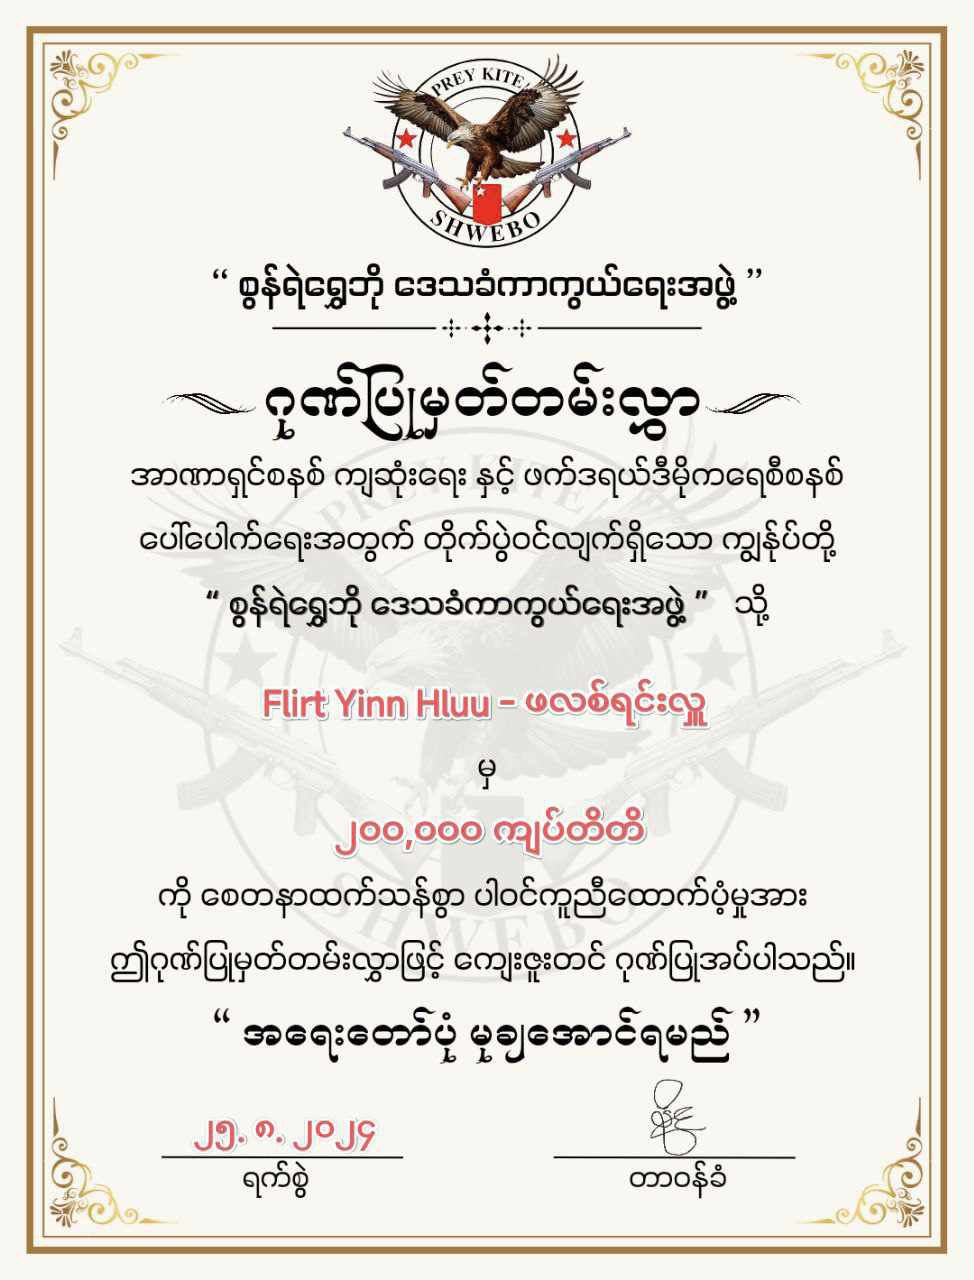 PREY KITE
SHWEBO
“ စွန်ရဲရွှေဘို ဒေသခံကာကွယ်ရေးအဖွဲ့ ”
ဂုဏ်ပြုမှတ်တမ်းလွှာ
အာဏာရှင်စနစ် ကျဆုံးရေး နှင့် ဖက်ဒရယ်ဒီမိုကရေစီစနစ်
ပေါ်ပေါက်ရေးအတွက် တိုက်ပွဲဝင်လျက်ရှိသော ကျွန်ုပ်တို့
“ စွန်ရဲရွှေဘို ဒေသခံကာကွယ်ရေးအဖွဲ့ ” သို့
Flirt Yinn Hluu - ဖလစ်ရင်းလှူ
မှ
၂၀၀,၀၀၀ ကျပ်တိတိ
ကို စေတနာထက်သန်စွာ ပါဝင်ကူညီထောက်ပံ့မှုအား
ဤဂုဏ်ပြုမှတ်တမ်းလွှာဖြင့် ကျေးဇူးတင် ဂုဏ်ပြုအပ်ပါသည်။
“ အရေးတော်ပုံ မုချအောင်ရမည် ”
၂၅. ၈. ၂၀၂၄
ရက်စွဲ
တာဝန်ခံ